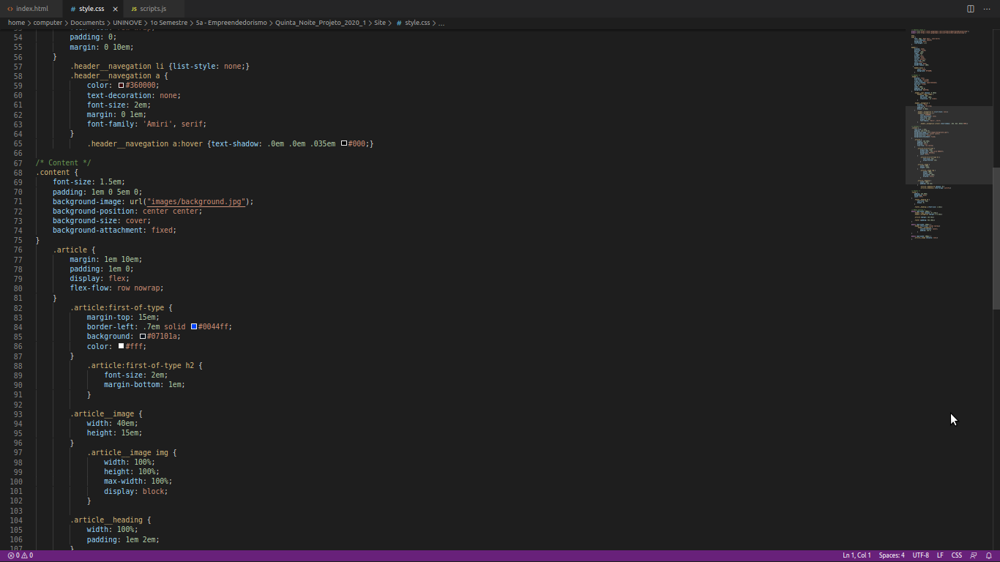 index.html
style.css
JS scripts.js
home > computer > Documents > UNINOVE > 1o Semestre > 5a - Empreendedorismo > Quinta_Noite_Projeto_2020_1 > Site > # style.css > ...
54 padding: 0;
55 margin: 0 10em;
56 }
57 .header__navegation li {list-style: none;}
58 .header__navegation a {
59 color: #360000;
60 text-decoration: none;
61 font-size: 2em;
62 margin: 0 1em;
63 font-family: 'Amiri', serif;
64 }
65 .header__navegation a:hover {text-shadow: .0em .0em .035em #000;}
66
67 /* Content */
68 .content {
69 font-size: 1.5em;
70 padding: 1em 0 5em 0;
71 background-image: url("images/background.jpg");
72 background-position: center center;
73 background-size: cover;
74 background-attachment: fixed;
75 }
76 .article {
77 margin: 1em 10em;
78 padding: 1em 0;
79 display: flex;
80 flex-flow: row nowrap;
81 }
82 .article:first-of-type {
83 margin-top: 15em;
84 border-left: .7em solid #0044ff;
85 background: #07101a;
86 color: #fff;
87 }
88 .article:first-of-type h2 {
89 font-size: 2em;
90 margin-bottom: 1em;
91 }
92
93 .article__image {
94 width: 40em;
95 height: 15em;
96 }
97 .article__image img {
98 width: 100%;
99 height: 100%;
100 max-width: 100%;
101 display: block;
102 }
103
104 .article__heading {
105 width: 100%;
106 padding: 1em 2em;
107 }
0 0
Ln 1, Col 1
Spaces: 4
UTF-8
LF
CSS